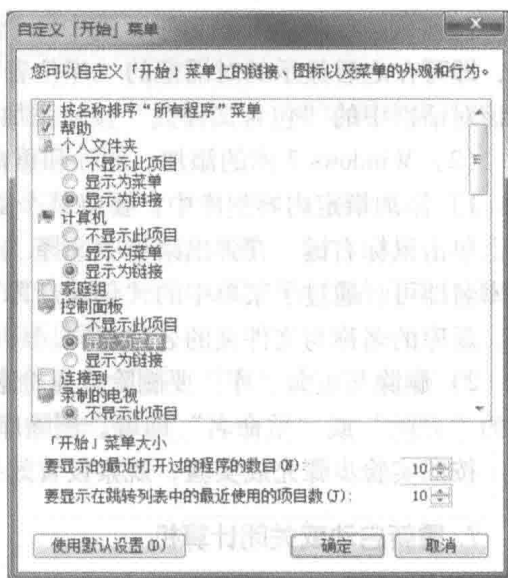 自定义「开始」菜单
您可以自定义「开始」菜单上的链接、图标以及菜单的外观和行为。
按名称排序“所有程序”菜单
帮助
个人文件夹
不显示此项目
显示为菜单
显示为链接
计算机
不显示此项目
显示为菜单
显示为链接
家庭组
控制面板
不显示此项目
显示为菜单
显示为链接
连接到
录制的电视
不显示此项目
「开始」菜单大小
要显示的最近打开过的程序的数目(N):
10
要显示在跳转列表中的最近使用的项目数(J):
10
使用默认设置(D)
确定
取消